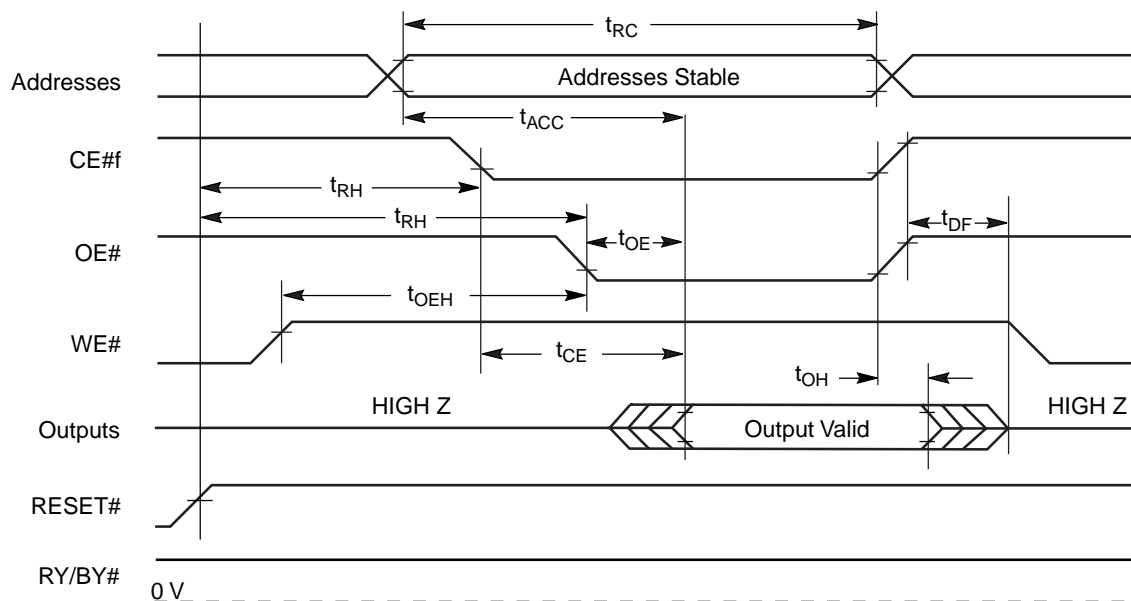 tRC
Addresses
Addresses Stable
tACC
CE#f
tRH
tRH
tDF
OE#
tOE
tOEH
WE#
tCE
tOH
HIGH Z
HIGH Z
Outputs
Output Valid
RESET#
RY/BY#
0 V